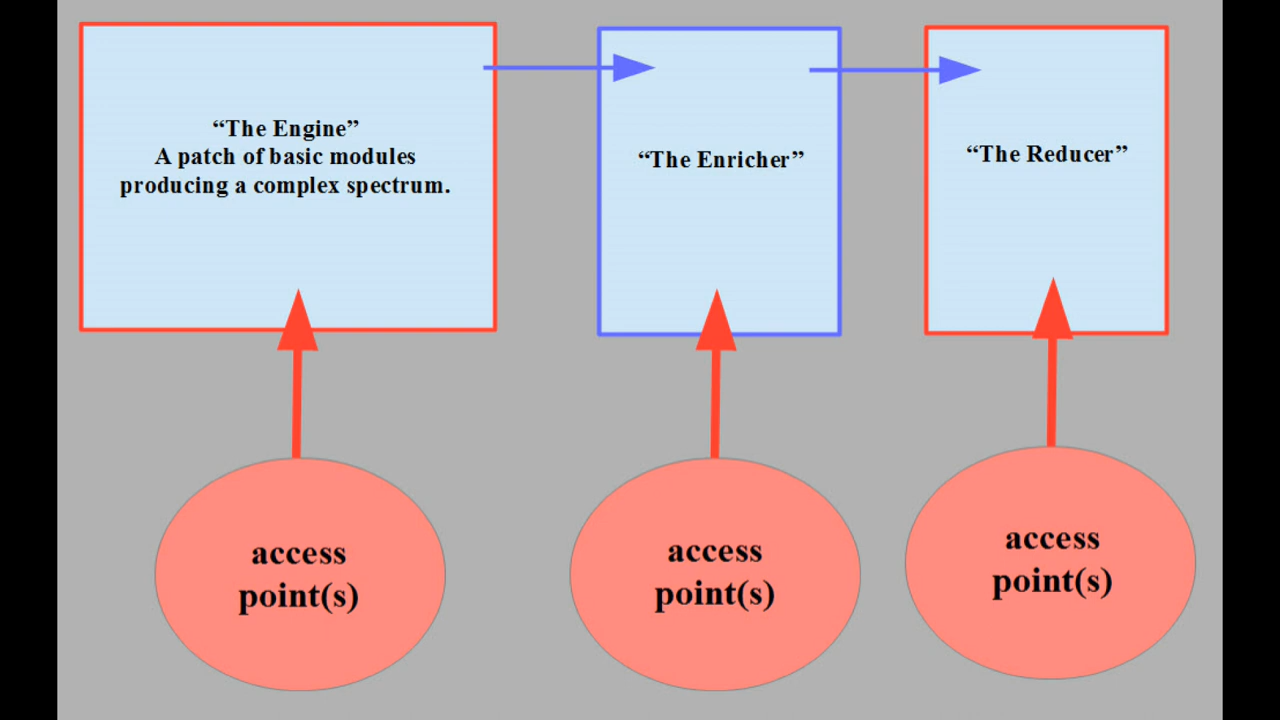 “The Engine”
A patch of basic modules
producing a complex spectrum.
“The Enricher”
“The Reducer”
access
point(s)
access
point(s)
access
point(s)